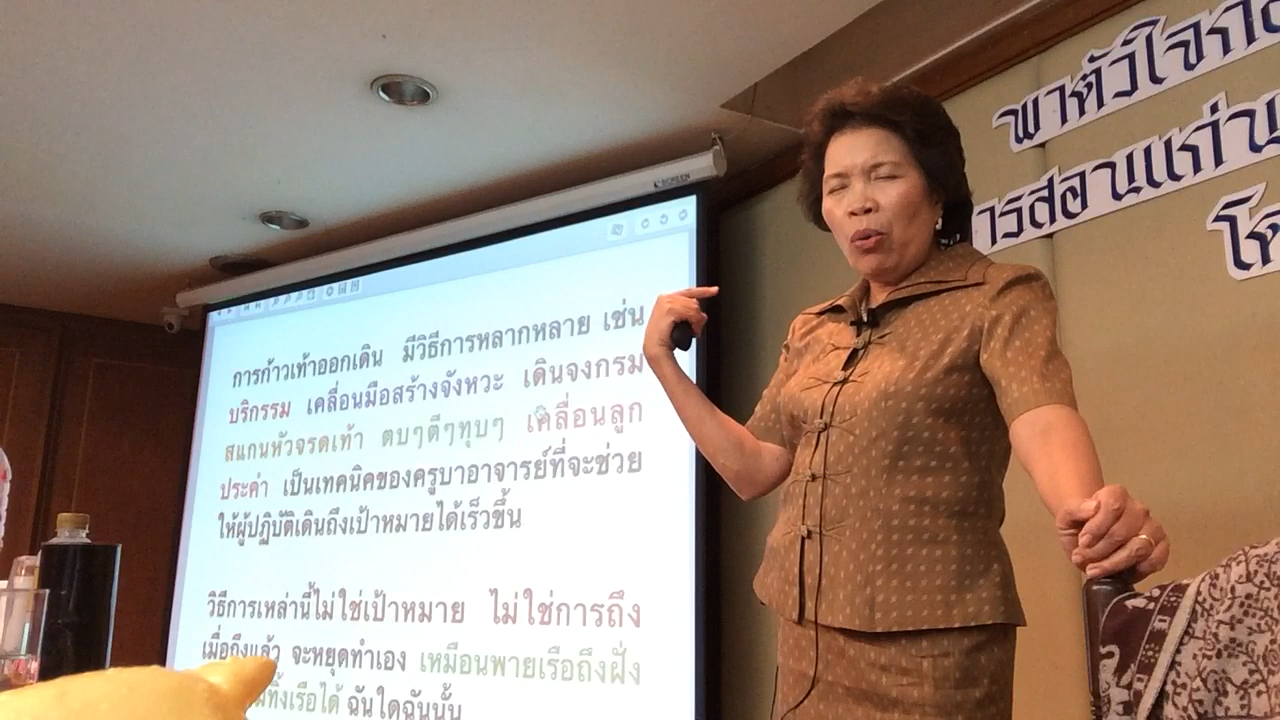 พาตัวใจก
ารสอนแก่น
โด
SCREEN
การก้าวเท้าออกเดิน มีวิธีการหลากหลาย เช่น
บริกรรม เคลื่อนมือสร้างจังหวะ เดินจงกรม
สแกนหัวจรดเท้า ตบๆตีๆทุบๆ เคลื่อนลูก
ประคำ เป็นเทคนิคของครูบาอาจารย์ที่จะช่วย
ให้ผู้ปฏิบัติเดินถึงเป้าหมายได้เร็วขึ้น
วิธีการเหล่านี้ไม่ใช่เป้าหมาย ไม่ใช่การถึง
เมื่อถึงแล้ว จะหยุดทำเอง เหมือนพายเรือถึงฝั่ง
ทิ้งเรือได้ ฉันใดฉันนั้น